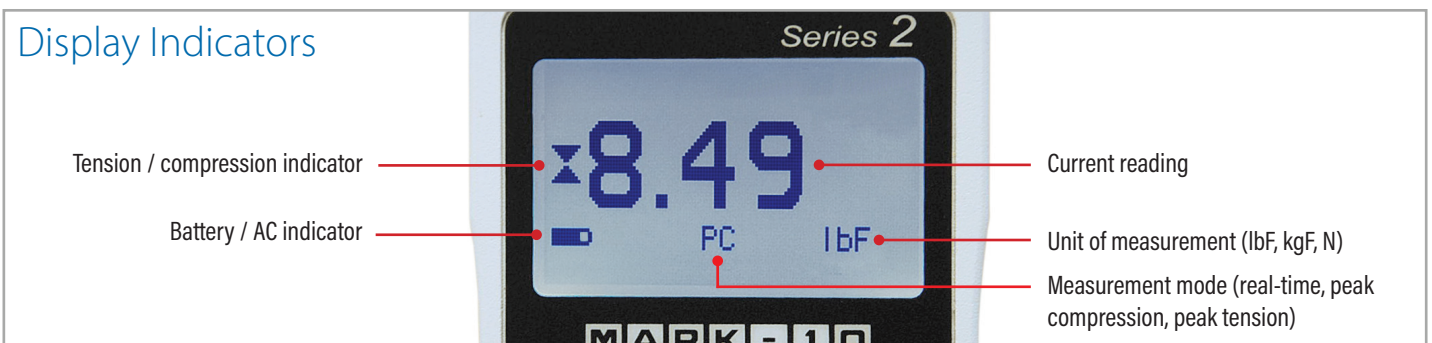 Display Indicators
Series 2
Tension / compression indicator
8.49
Current reading
Battery / AC indicator
PC
lbF
Unit of measurement (lbF, kgF, N)
Measurement mode (real-time, peak
compression, peak tension)
MARK-10